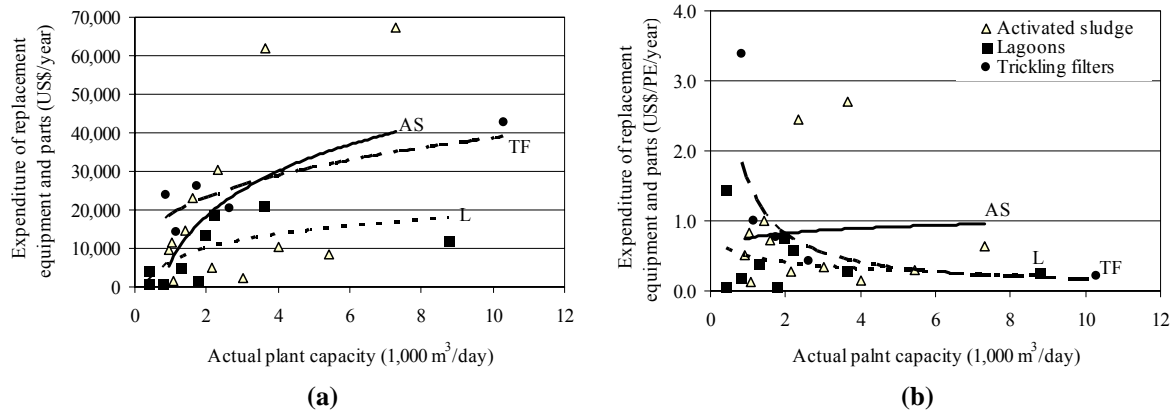 Expenditure of replacement
equipment and parts (US$/year)
70,000
60,000
50,000
40,000
30,000
20,000
10,000
0
AS
TF
L
0 2 4 6 8 10 12
Actual plant capacity (1,000 m³/day)
(a)
Expenditure of replacement
equipment and parts (US$/PE/year)
4.0
3.0
2.0
1.0
0.0
Activated sludge
Lagoons
Trickling filters
AS
L
TF
0 2 4 6 8 10 12
Actual palnt capacity (1,000 m³/day)
(b)